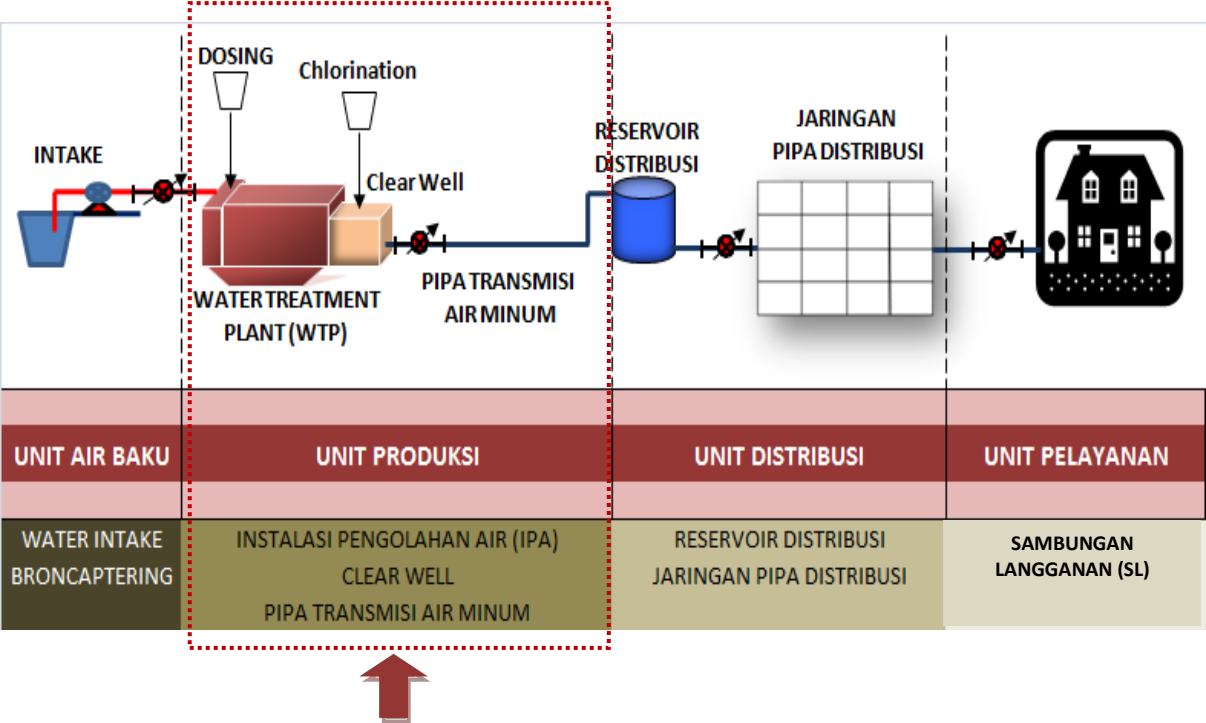 DOSING
Chlorination
INTAKE
Clear Well
WATER TREATMENT
PLANT (WTP)
PIPA TRANSMISI
AIR MINUM
RESERVOIR
DISTRIBUSI
JARINGAN
PIPA DISTRIBUSI
UNIT AIR BAKU
UNIT PRODUKSI
UNIT DISTRIBUSI
UNIT PELAYANAN
WATER INTAKE
BRONCAPTERING
INSTALASI PENGOLAHAN AIR (IPA)
CLEAR WELL
PIPA TRANSMISI AIR MINUM
RESERVOIR DISTRIBUSI
JARINGAN PIPA DISTRIBUSI
SAMBUNGAN
LANGGANAN (SL)